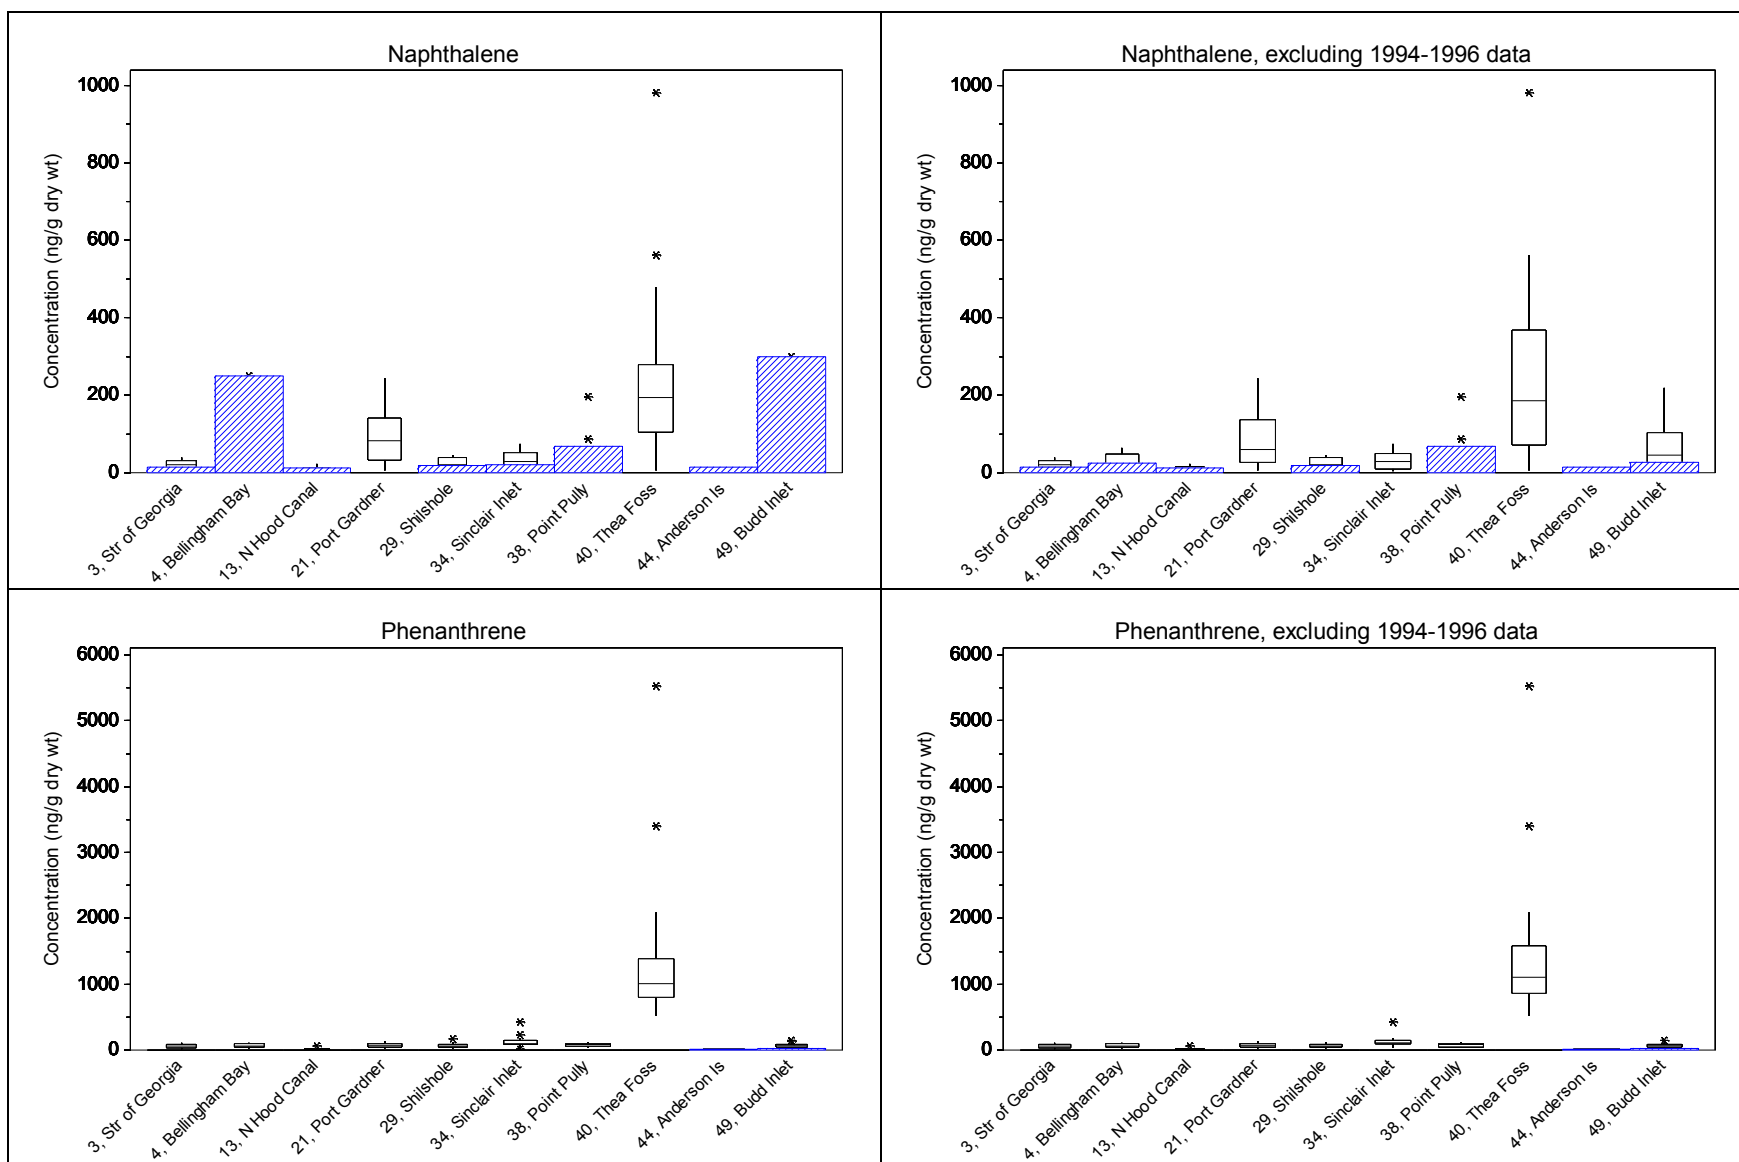 Naphthalene
Concentration (ng/g dry wt)
1000
800
600
400
200
0
3, Str of Georgia
4, Bellingham Bay
13, N Hood Canal
21, Port Gardner
29, Shilshole
34, Sinclair Inlet
38, Point Pully
40, Thea Foss
44, Anderson Is
49, Budd Inlet
Naphthalene, excluding 1994-1996 data
Concentration (ng/g dry wt)
1000
800
600
400
200
0
3, Str of Georgia
4, Bellingham Bay
13, N Hood Canal
21, Port Gardner
29, Shilshole
34, Sinclair Inlet
38, Point Pully
40, Thea Foss
44, Anderson Is
49, Budd Inlet
Phenanthrene
Concentration (ng/g dry wt)
6000
5000
4000
3000
2000
1000
0
3, Str of Georgia
4, Bellingham Bay
13, N Hood Canal
21, Port Gardner
29, Shilshole
34, Sinclair Inlet
38, Point Pully
40, Thea Foss
44, Anderson Is
49, Budd Inlet
Phenanthrene, excluding 1994-1996 data
Concentration (ng/g dry wt)
6000
5000
4000
3000
2000
1000
0
3, Str of Georgia
4, Bellingham Bay
13, N Hood Canal
21, Port Gardner
29, Shilshole
34, Sinclair Inlet
38, Point Pully
40, Thea Foss
44, Anderson Is
49, Budd Inlet